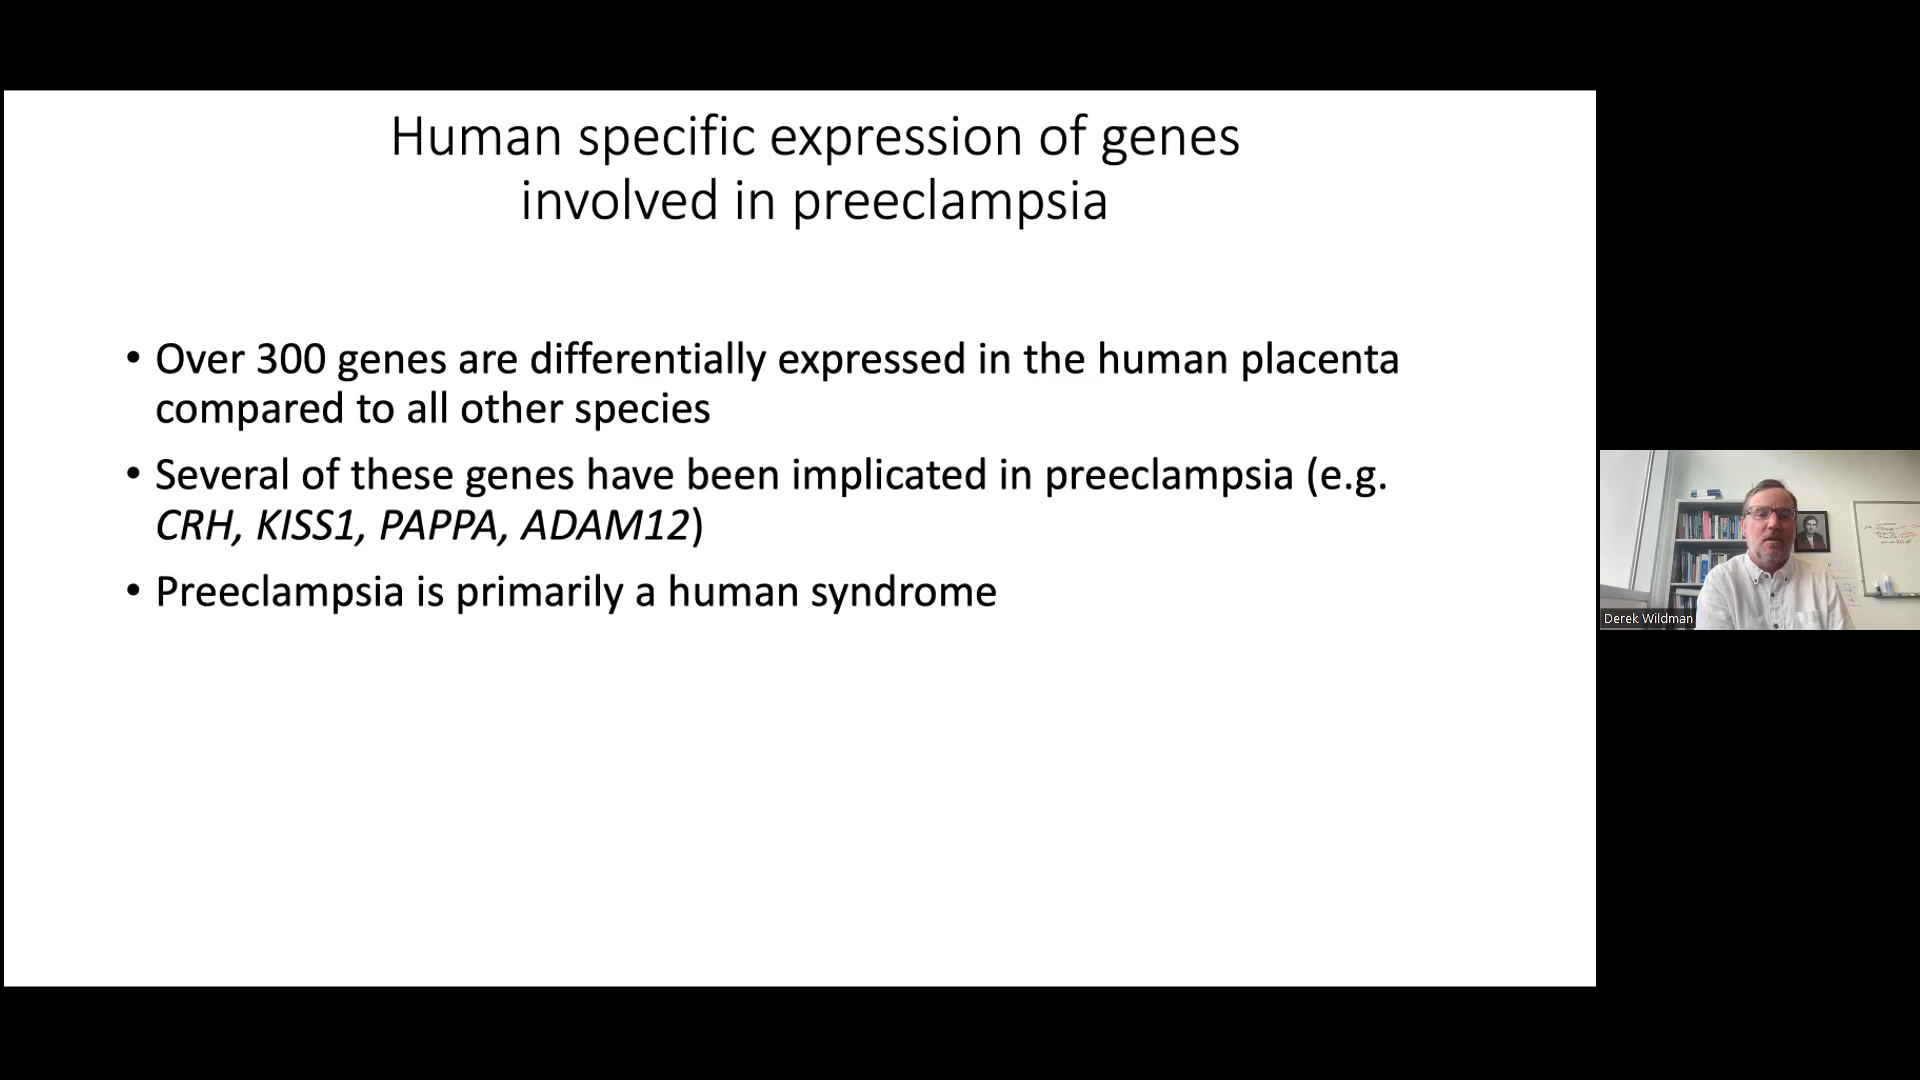 Human specific expression of genes
involved in preeclampsia
• Over 300 genes are differentially expressed in the human placenta
compared to all other species
• Several of these genes have been implicated in preeclampsia (e.g.
CRH, KISS1, PAPPA, ADAM12)
• Preeclampsia is primarily a human syndrome
Derek Wildman